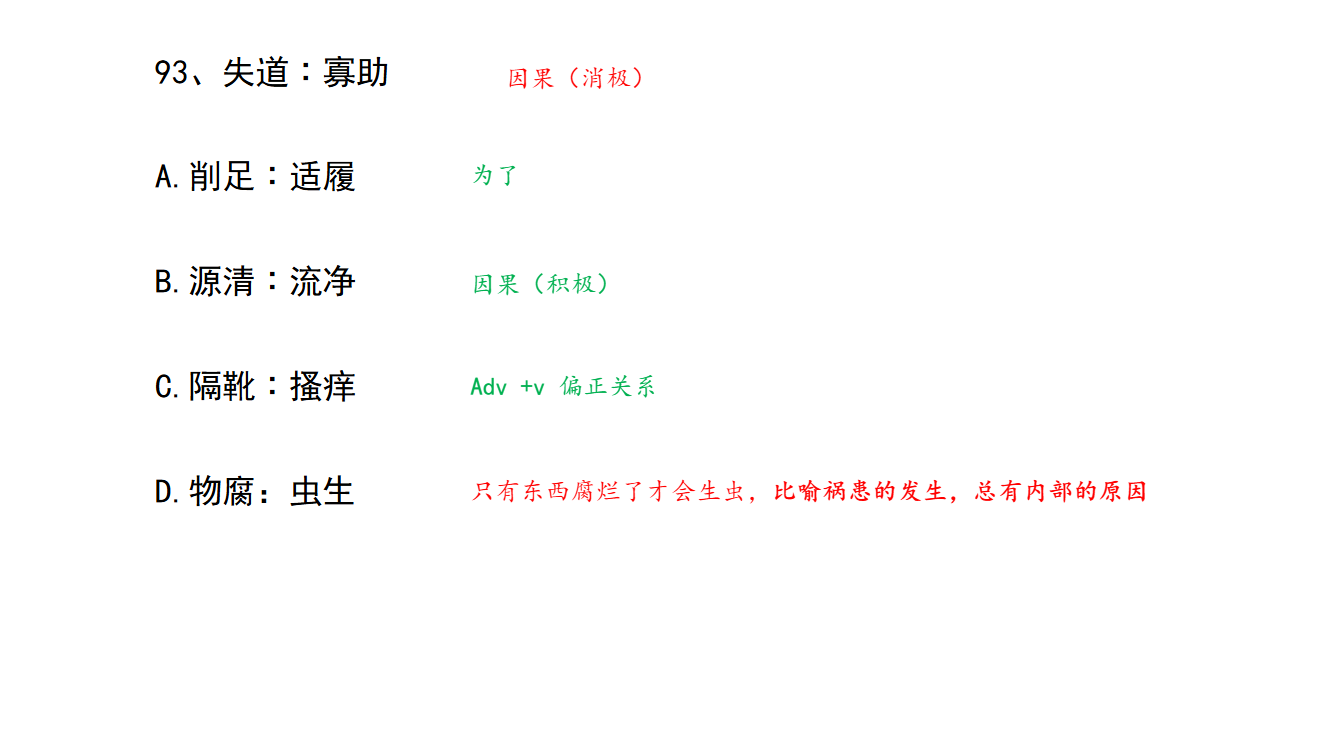 93、失道：寡助 因果（消极）
A.削足：适履 为了
B.源清：流净 因果（积极）
C.隔靴：搔痒 Adv +v 偏正关系
D.物腐：虫生 只有东西腐烂了才会生虫，比喻祸患的发生，总有内部的原因